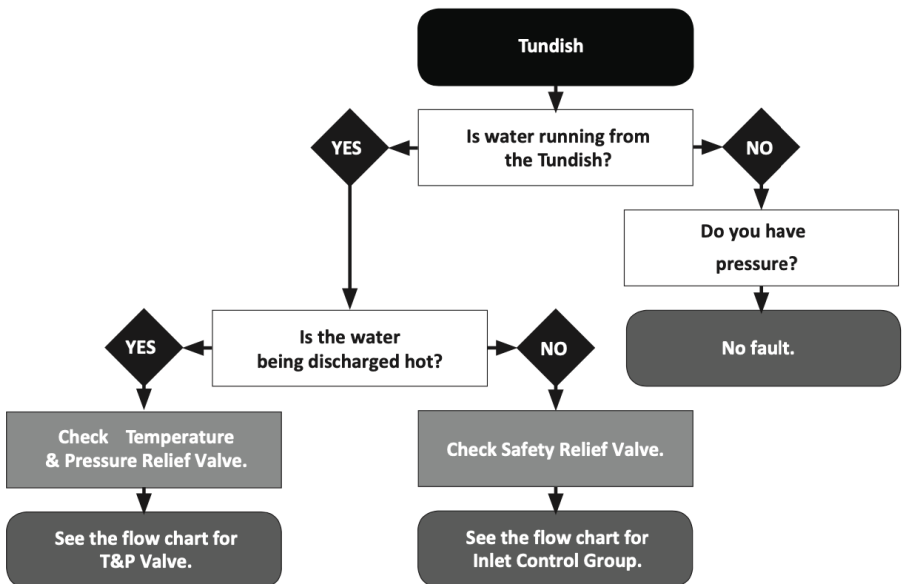 Tundish
Is water running from
the Tundish?
YES
NO
Do you have
pressure?
No fault.
Is the water
being discharged hot?
YES
NO
Check Temperature
& Pressure Relief Valve.
Check Safety Relief Valve.
See the flow chart for
T&P Valve.
See the flow chart for
Inlet Control Group.